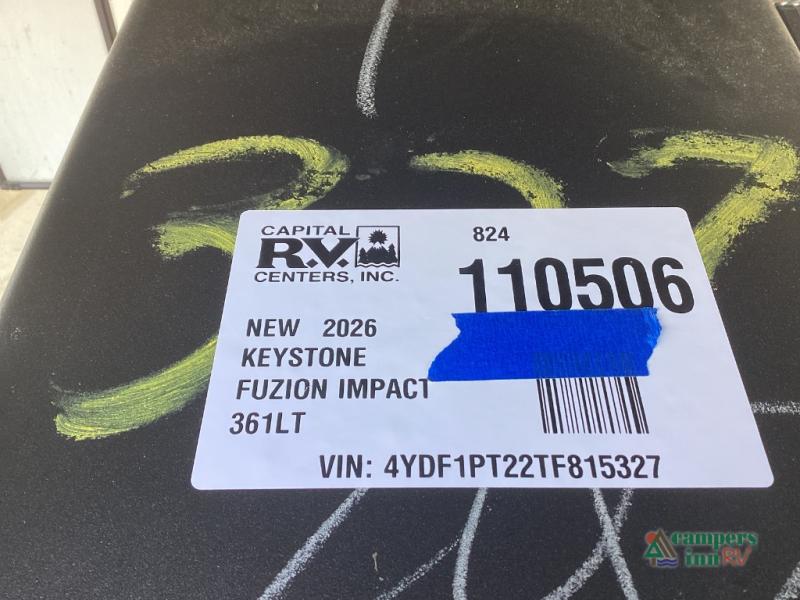 CAPITAL
R.V.
CENTERS, INC.
824
110506
NEW 2026
KEYSTONE
FUZION IMPACT
361LT
VIN: 4YDF1PT22TF815327
campers
inn RV